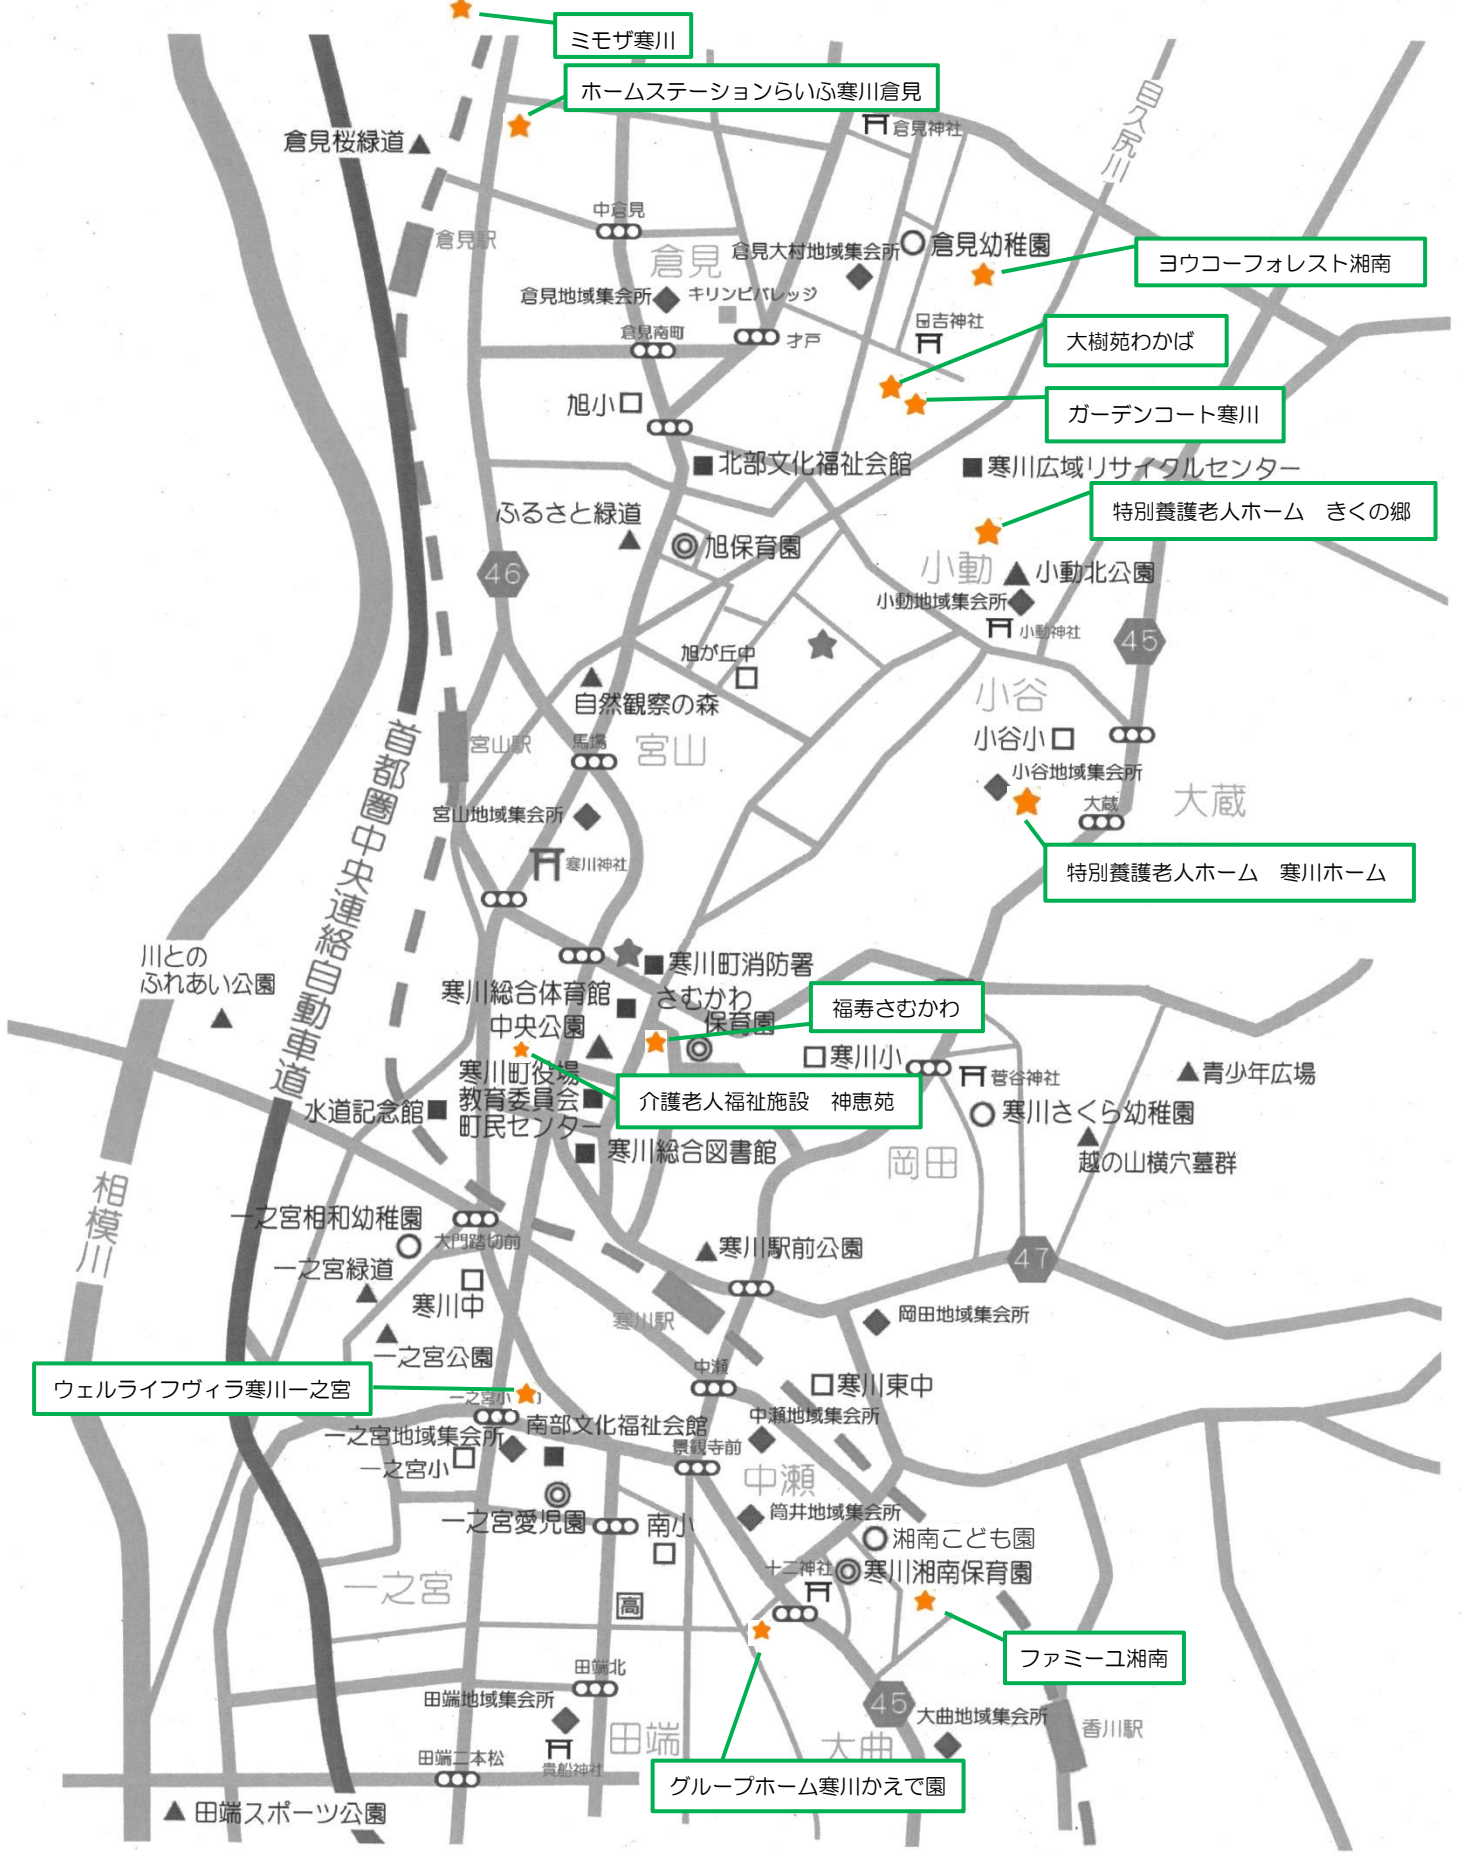 ミモザ寒川
ホームステーションらいふ寒川倉見
倉見神社
目久尻川
倉見桜緑道
中倉見
倉見駅
倉見
倉見大村地域集会所
倉見幼稚園
ヨウコーフォレスト湘南
倉見地域集会所
キリンビバレッジ
日吉神社
倉見南町
才戸
大樹苑わかば
旭小
ガーデンコート寒川
北部文化福祉会館
寒川広域リサイクルセンター
ふるさと緑道
特別養護老人ホーム　きくの郷
旭保育園
46
小動
小動北公園
小動地域集会所
小動神社
45
旭が丘中
自然観察の森
小谷
宮山駅
馬場
宮山
小谷小
小谷地域集会所
大蔵
大蔵
首都圏中央連絡自動車道
宮山地域集会所
寒川神社
特別養護老人ホーム　寒川ホーム
川との
ふれあい公園
寒川町消防署
寒川総合体育館
さむかわ
保育園
福寿さむかわ
中央公園
寒川小
菅谷神社
青少年広場
寒川町役場
教育委員会
町民センター
介護老人福祉施設　神恵苑
水道記念館
寒川さくら幼稚園
寒川総合図書館
岡田
越の山横穴墓群
相模川
一之宮相和幼稚園
大門踏切前
寒川駅前公園
47
一之宮緑道
寒川中
寒川駅
岡田地域集会所
一之宮公園
中瀬
ウェルライフヴィラ寒川一之宮
寒川東中
一之宮小
中瀬地域集会所
一之宮地域集会所
南部文化福祉会館
景観寺前
一之宮小
中瀬
一之宮愛児園
南小
筒井地域集会所
湘南こども園
十二神社
寒川湘南保育園
一之宮
高
ファミーユ湘南
田端北
田端地域集会所
45
大曲地域集会所
香川駅
田端
大曲
田端二本松
貴船神社
グループホーム寒川かえで園
田端スポーツ公園